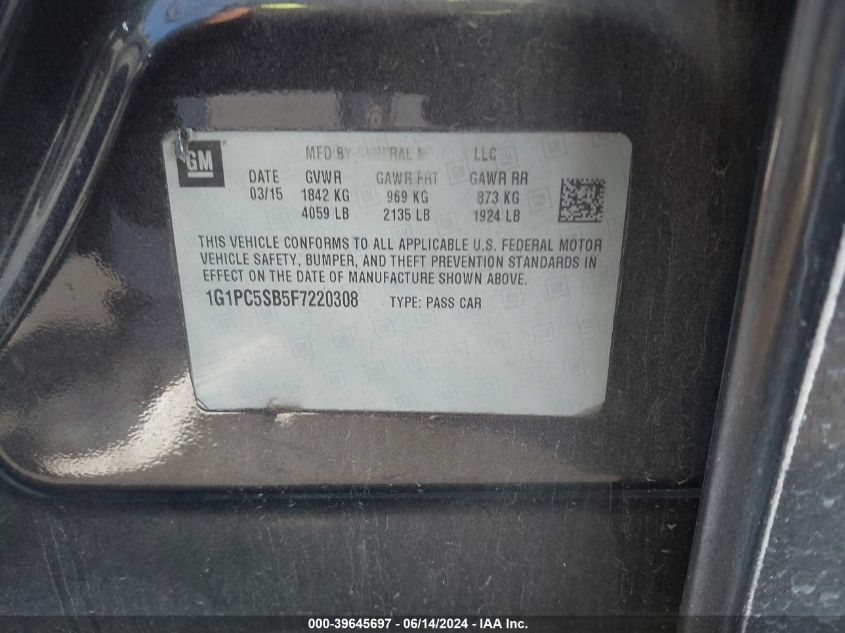 GM
MFD BY GENERAL M LLC
DATE GVWR GAWR FRT GAWR RR
03/15 1842 KG 969 KG 873 KG
4059 LB 2135 LB 1924 LB
THIS VEHICLE CONFORMS TO ALL APPLICABLE U.S. FEDERAL MOTOR
VEHICLE SAFETY, BUMPER, AND THEFT PREVENTION STANDARDS IN
EFFECT ON THE DATE OF MANUFACTURE SHOWN ABOVE.
1G1PC5SB5F7220308 TYPE: PASS CAR
000-39645697 - 06/14/2024 - IAA Inc.